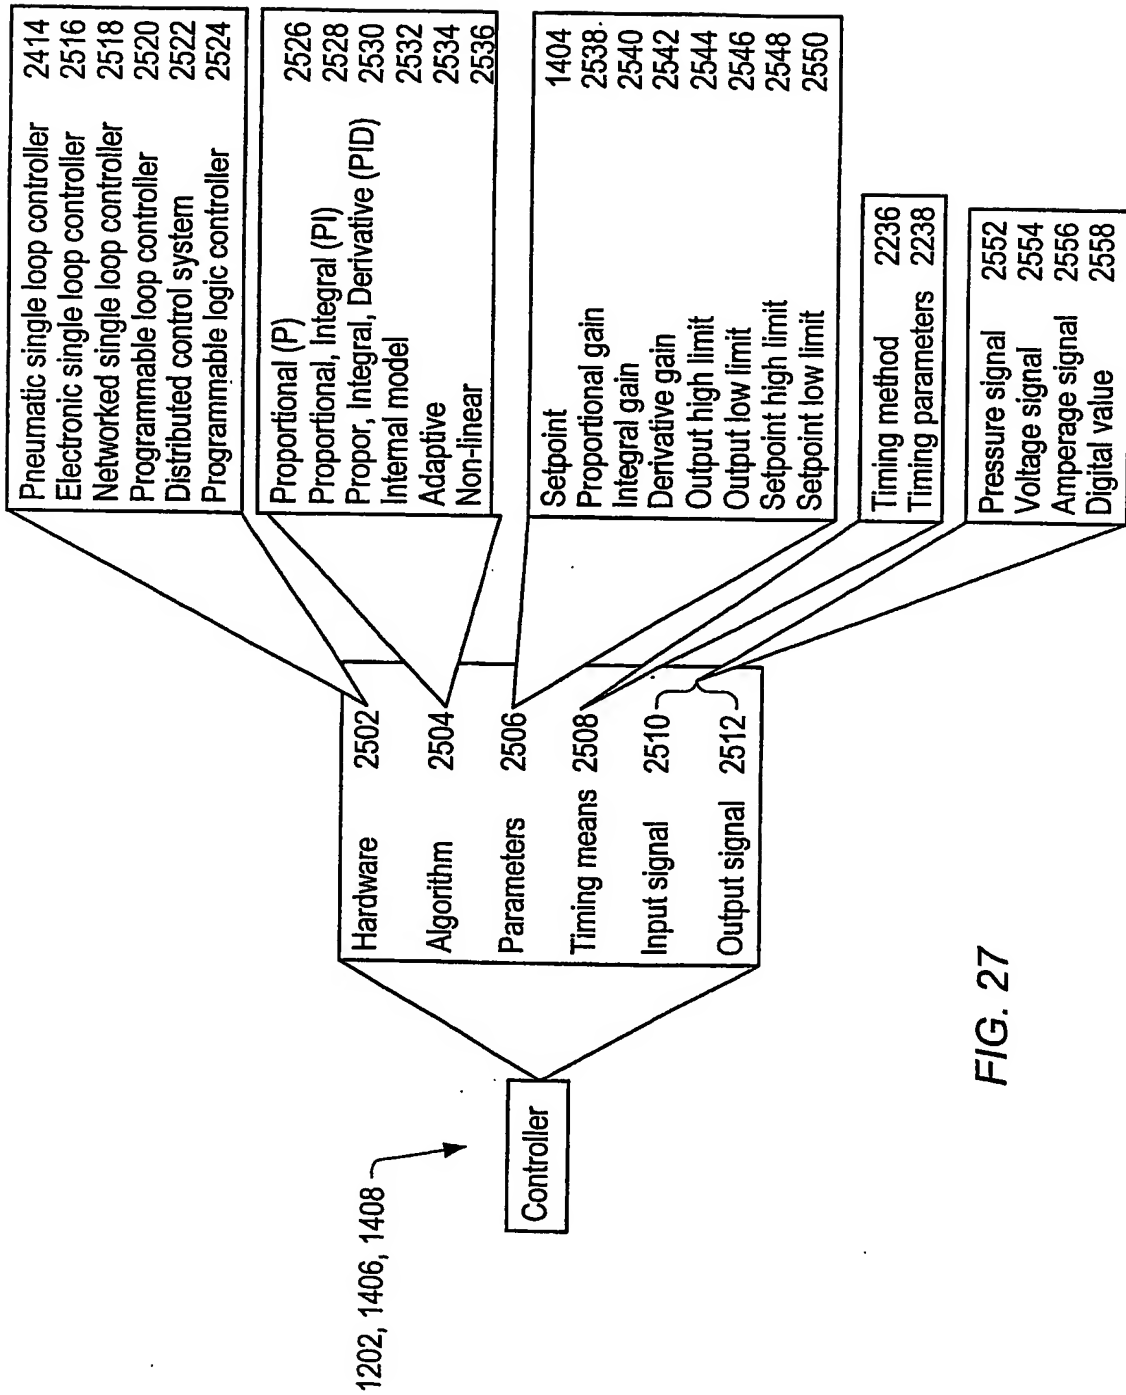 1202, 1406, 1408
Controller
Hardware 2502
Algorithm 2504
Parameters 2506
Timing means 2508
Input signal 2510
Output signal 2512
Pneumatic single loop controller 2414
Electronic single loop controller 2516
Networked single loop controller 2518
Programmable loop controller 2520
Distributed control system 2522
Programmable logic controller 2524
Proportional (P) 2526
Proportional, Integral (PI) 2528
Propor, Integral, Derivative (PID) 2530
Internal model 2532
Adaptive 2534
Non-linear 2536
Setpoint 1404
Proportional gain 2538
Integral gain 2540
Derivative gain 2542
Output high limit 2544
Output low limit 2546
Setpoint high limit 2548
Setpoint low limit 2550
Timing method 2236
Timing parameters 2238
Pressure signal 2552
Voltage signal 2554
Amperage signal 2556
Digital value 2558
FIG. 27